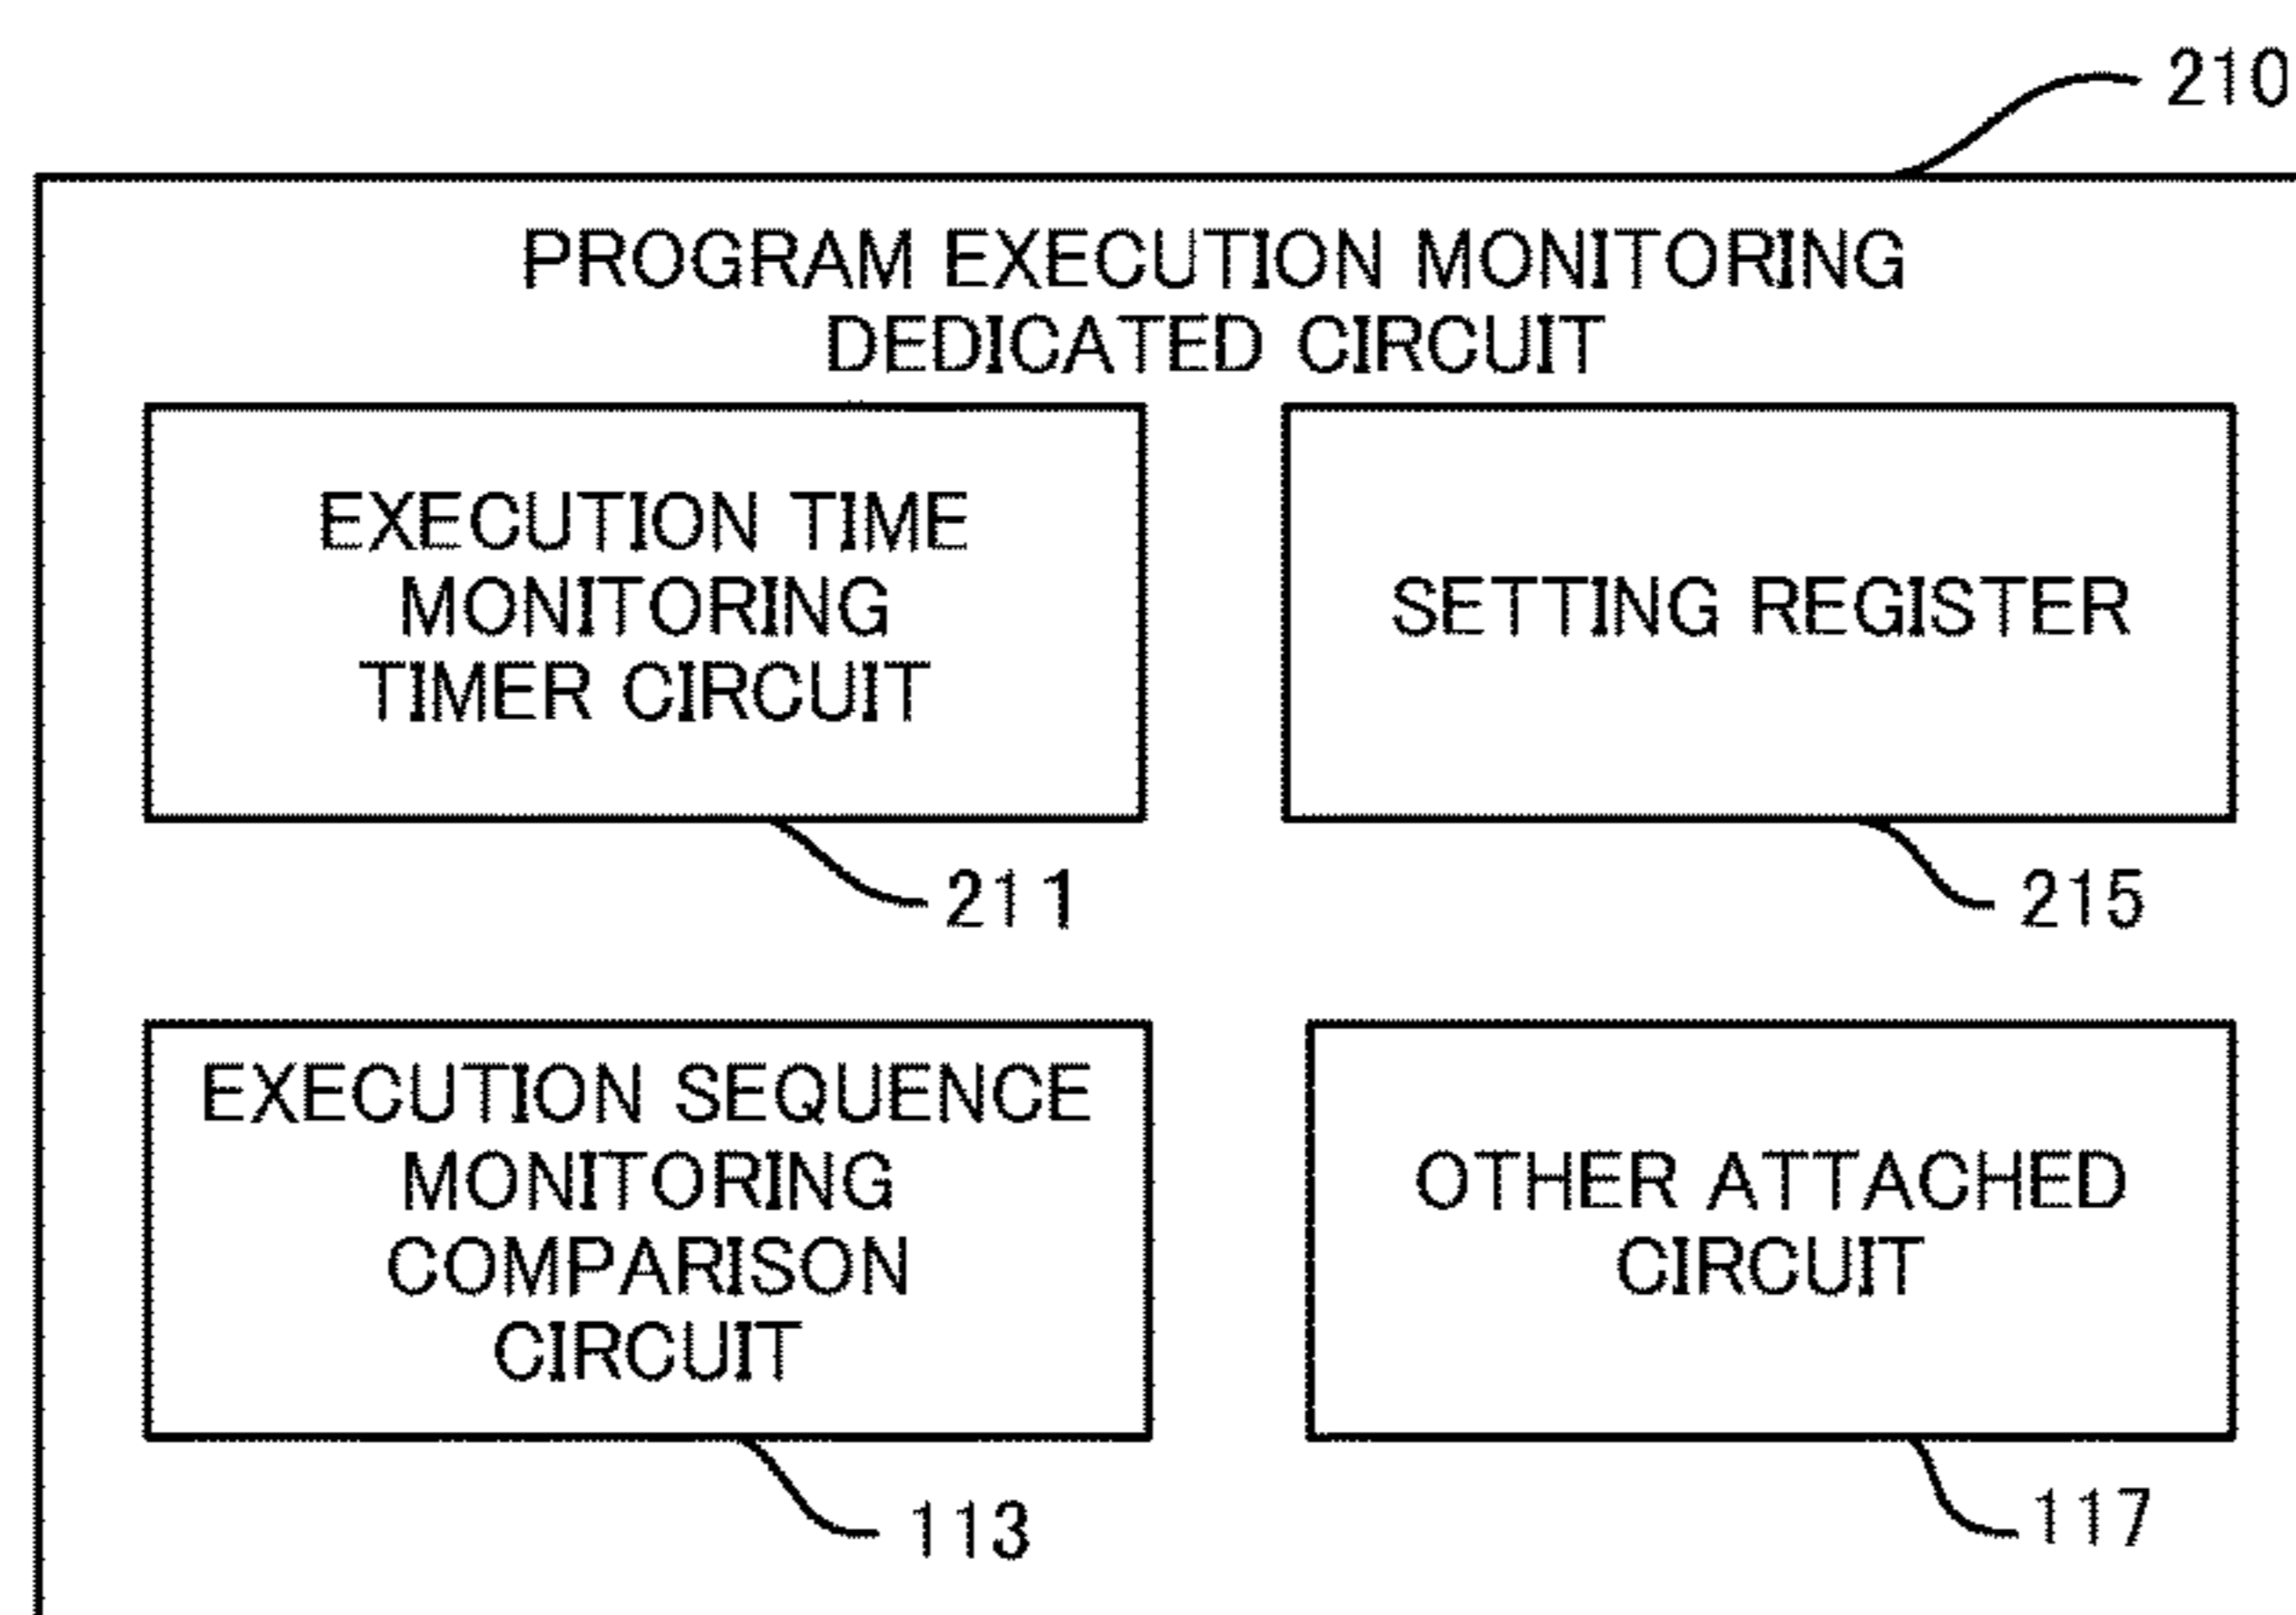 210
PROGRAM EXECUTION MONITORING
DEDICATED CIRCUIT
EXECUTION TIME
MONITORING
TIMER CIRCUIT
211
SETTING REGISTER
215
EXECUTION SEQUENCE
MONITORING
COMPARISON
CIRCUIT
113
OTHER ATTACHED
CIRCUIT
117